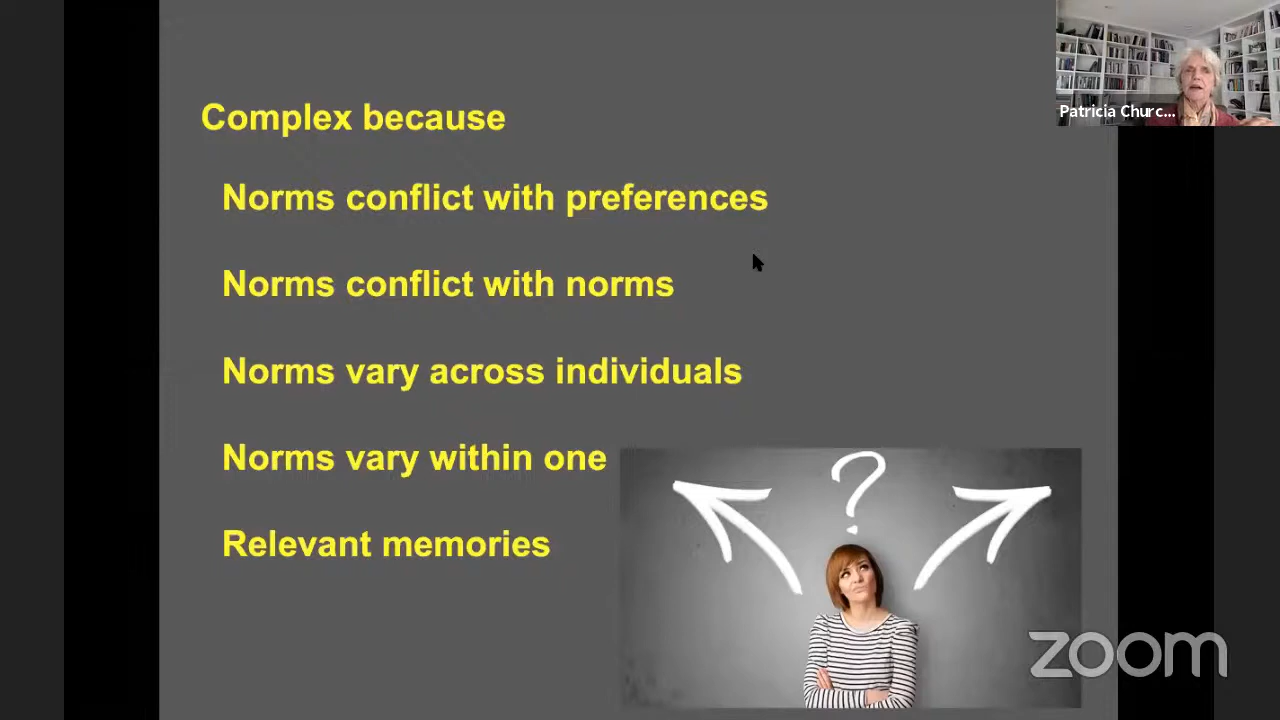 Complex because
Patricia Churc...
Norms conflict with preferences
Norms conflict with norms
Norms vary across individuals
Norms vary within one
Relevant memories
?
zoom